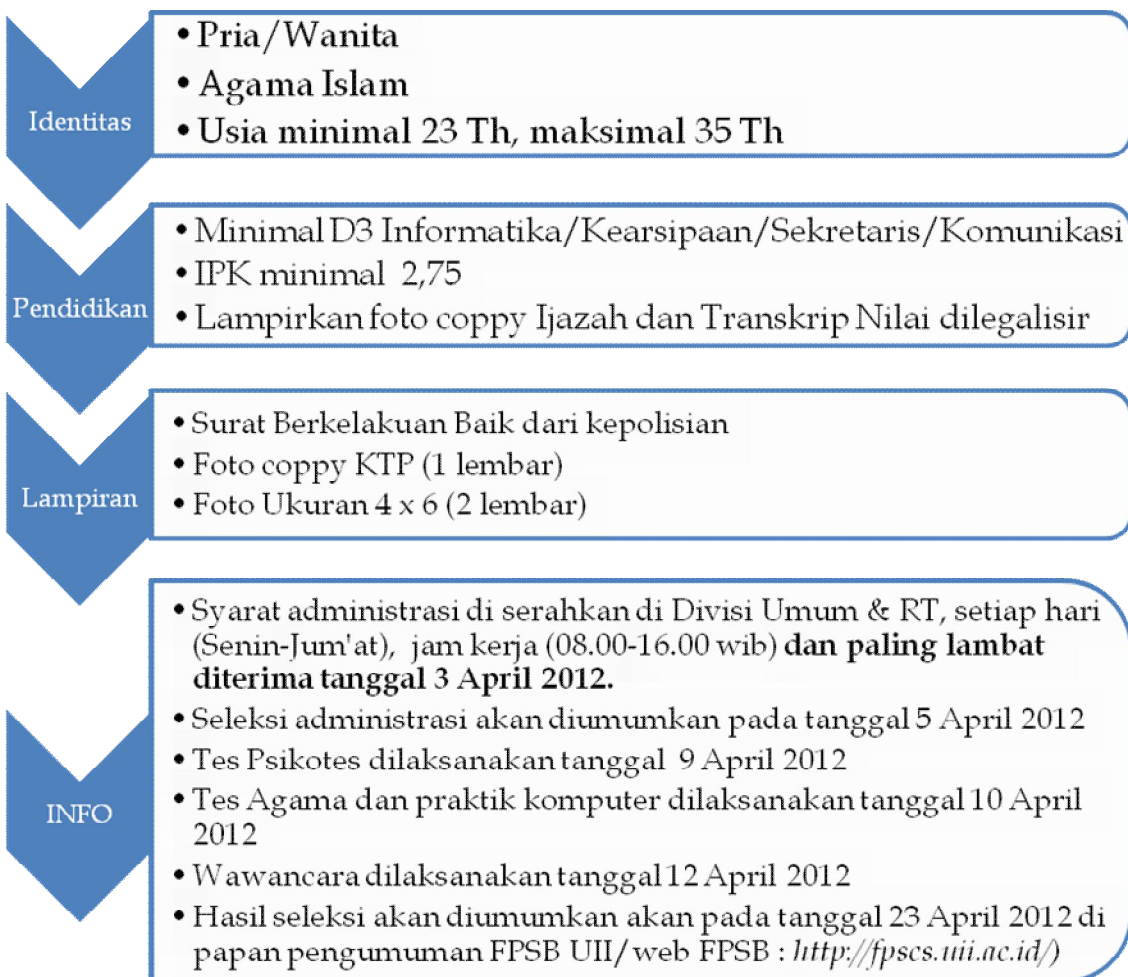 Identitas
• Pria/Wanita
• Agama Islam
• Usia minimal 23 Th, maksimal 35 Th
Pendidikan
• Minimal D3 Informatika/Kearsipaan/Sekretaris/Komunikasi
• IPK minimal 2,75
• Lampirkan foto coppy Ijazah dan Transkrip Nilai dilegalisir
Lampiran
• Surat Berkelakuan Baik dari kepolisian
• Foto coppy KTP (1 lembar)
• Foto Ukuran 4 x 6 (2 lembar)
INFO
• Syarat administrasi di serahkan di Divisi Umum & RT, setiap hari
(Senin-Jum'at), jam kerja (08.00-16.00 wib) dan paling lambat
diterima tanggal 3 April 2012.
• Seleksi administrasi akan diumumkan pada tanggal 5 April 2012
• Tes Psikotes dilaksanakan tanggal 9 April 2012
• Tes Agama dan praktik komputer dilaksanakan tanggal 10 April
2012
• Wawancara dilaksanakan tanggal 12 April 2012
• Hasil seleksi akan diumumkan akan pada tanggal 23 April 2012 di
papan pengumuman FPSB UII/web FPSB : http://fpscs.uii.ac.id/)